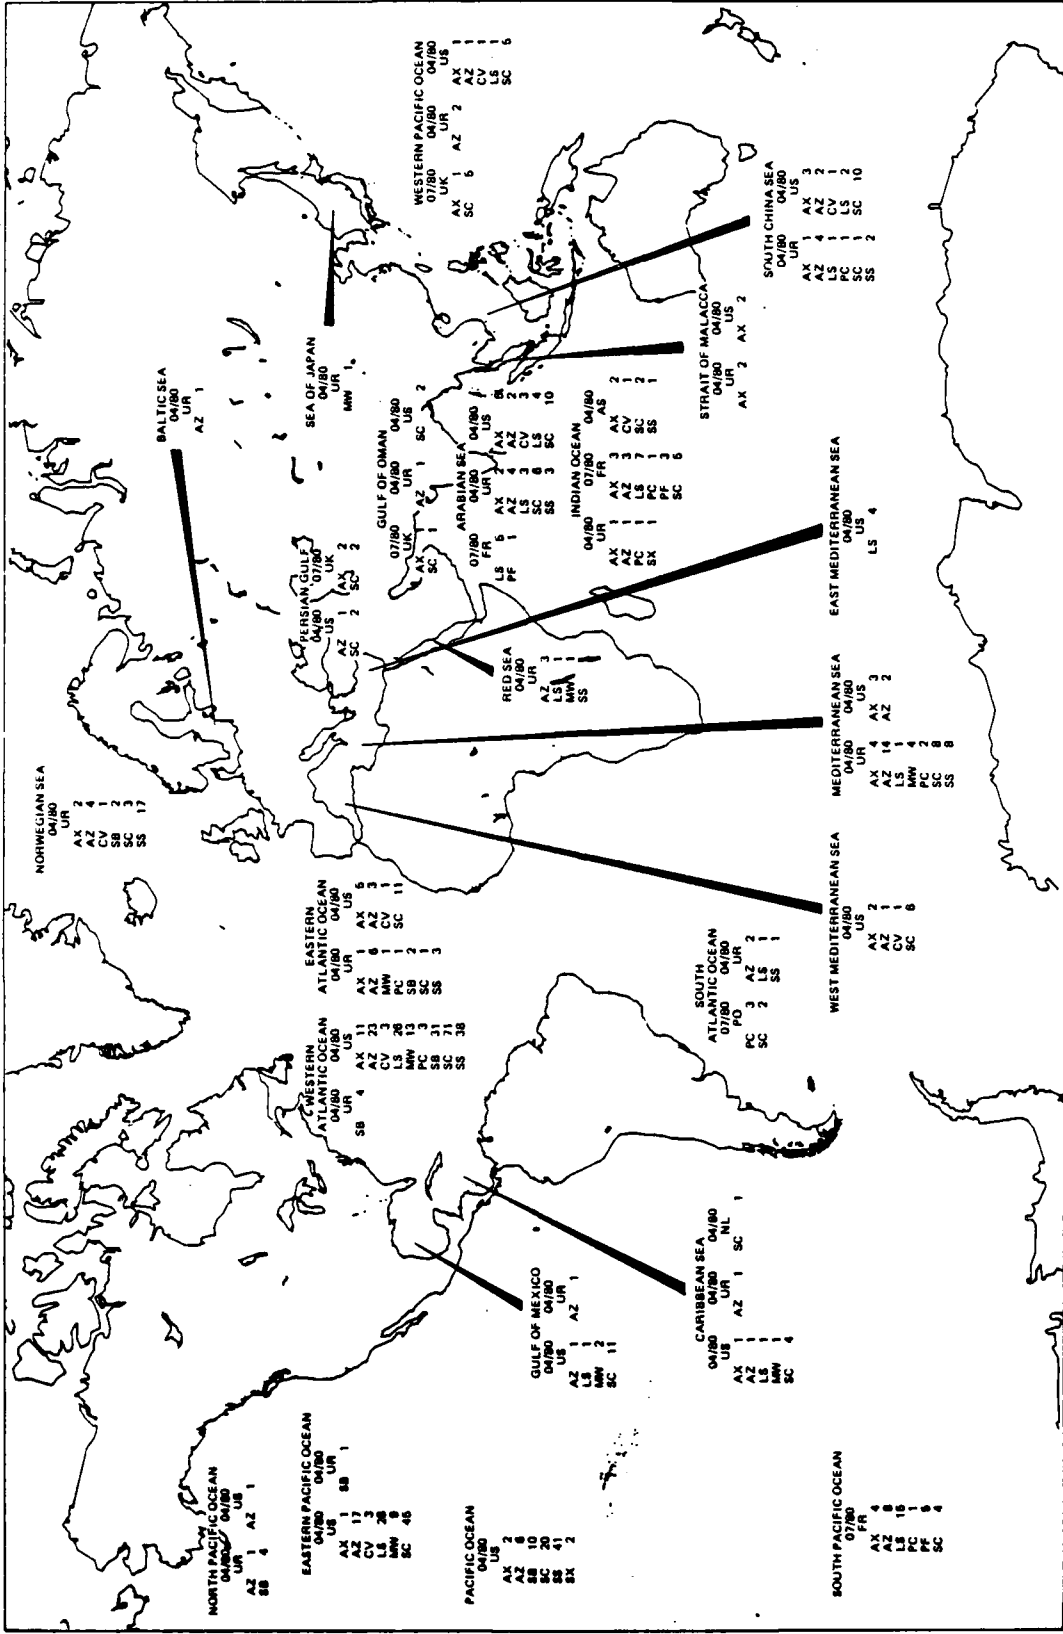 NORWEGIAN SEA
04/80
UR
AX 2
AZ 4
CV 1
SB 2
SC 3
SS 17
BALTIC SEA
04/80
UR
AZ 1
NORTH PACIFIC OCEAN
04/80 04/80
UR US
AZ 1 AZ 1
SB 4
EASTERN PACIFIC OCEAN
04/80 04/80
US UR
AX 1 SB 1
AZ 17
CV 3
LS 28
MW 9
SC 45
WESTERN
ATLANTIC OCEAN
04/80 04/80
UR US
SB 4 AX 11
AZ 23
CV 3
LS 26
MW 13
PC 3
SB 31
SC 71
SS 38
EASTERN
ATLANTIC OCEAN
04/80 04/80
UR US
AX 1 AX 5
AZ 6 AZ 3
MW 1 CV 1
PC 1 SC 11
SB 2
SC 1
SS 3
PERSIAN GULF
04/80 07/80
US UK
AZ 1 AX 2
SC 2 SC 2
SEA OF JAPAN
04/80
UR
MW 1
GULF OF OMAN
07/80 04/80 04/80
UK UR US
AX 1 AZ 1 SC 2
SC 1
WESTERN PACIFIC OCEAN
07/80 04/80 04/80
UK UR US
AX 1 AZ 2 AX 1
SC 5 AZ 1
CV 1
LS 1
SC 5
PACIFIC OCEAN
04/80
US
AX 2
AZ 6
SB 10
SC 20
SS 41
SX 2
ARABIAN SEA
07/80 04/80 04/80
FR UR US
LS 5 AX 2 AX
PF 1 AZ 4 AZ 2
LS 3 CV 3
SC 6 LS 4
SS 3 SC 10
RED SEA
04/80
UR
AZ 3
LS 1
MW 1
SS
GULF OF MEXICO
04/80 04/80
US UR
AZ 1 AZ 1
LS 1
MW 2
SC 11
INDIAN OCEAN
04/80 07/80 04/80
UR FR AS
AX 1 AX 3 AX 2
AZ 1 AZ 3 CV 1
PC 1 LS 7 SC 2
SX 1 PC 1 SS 1
PF 3
SC 5
CARIBBEAN SEA
04/80 04/80 04/80
US UR NL
AX 1 AZ 1 SC 1
AZ 1
LS 1
MW 1
SC 4
SOUTH
ATLANTIC OCEAN
07/80 04/80
PO UR
PC 3 AZ 2
SC 2 LS 1
SS 1
STRAIT OF MALACCA
04/80 04/80
UR US
AX 2 AX 2
SOUTH CHINA SEA
04/80 04/80
UR US
AX 1 AX 3
AZ 4 AZ 2
LS 1 CV 1
PC 1 LS 2
SC 1 SC 10
SS 2
SOUTH PACIFIC OCEAN
07/80
FR
AX 4
AZ 8
LS 15
PC 1
PF 5
SC 4
WEST MEDITERRANEAN SEA
04/80
US
AX 2
AZ 1
CV 1
SC 6
MEDITERRANEAN SEA
04/80 04/80
UR US
AX 4 AX 3
AZ 14 AZ 2
LS 1
MW 4
PC 2
SC 8
SS 8
EAST MEDITERRANEAN SEA
04/80
US
LS 4